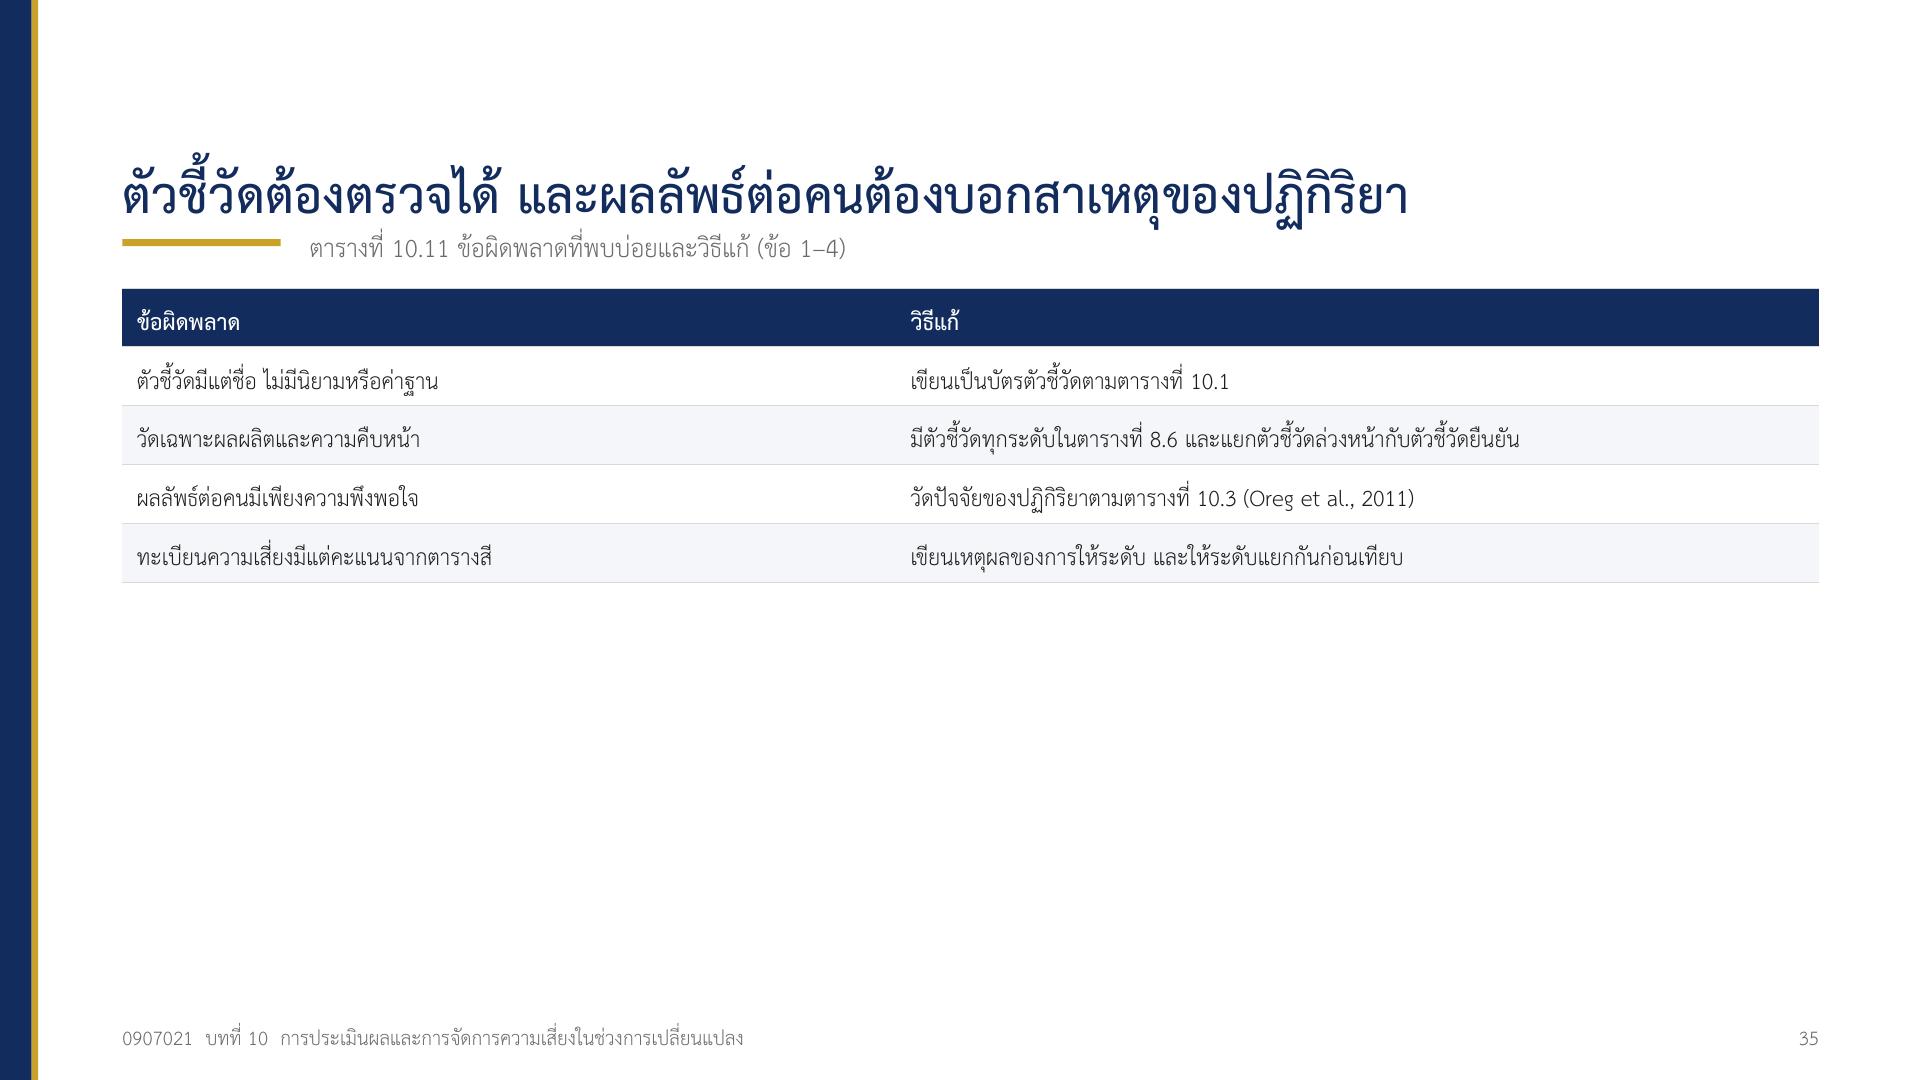 ตัวชี้วัดต้องตรวจได้ และผลลัพธ์ต่อคนต้องบอกสาเหตุของปฏิกิริยา
ตารางที่ 10.11 ข้อผิดพลาดที่พบบ่อยและวิธีแก้ (ข้อ 1–4)
ข้อผิดพลาด วิธีแก้
ตัวชี้วัดมีแต่ชื่อ ไม่มีนิยามหรือค่าฐาน เขียนเป็นบัตรตัวชี้วัดตามตารางที่ 10.1
วัดเฉพาะผลผลิตและความคืบหน้า มีตัวชี้วัดทุกระดับในตารางที่ 8.6 และแยกตัวชี้วัดล่วงหน้ากับตัวชี้วัดยืนยัน
ผลลัพธ์ต่อคนมีเพียงความพึงพอใจ วัดปัจจัยของปฏิกิริยาตามตารางที่ 10.3 (Oreg et al., 2011)
ทะเบียนความเสี่ยงมีแต่คะแนนจากตารางสี เขียนเหตุผลของการให้ระดับ และให้ระดับแยกกันก่อนเทียบ
0907021 บทที่ 10 การประเมินผลและการจัดการความเสี่ยงในช่วงการเปลี่ยนแปลง 35